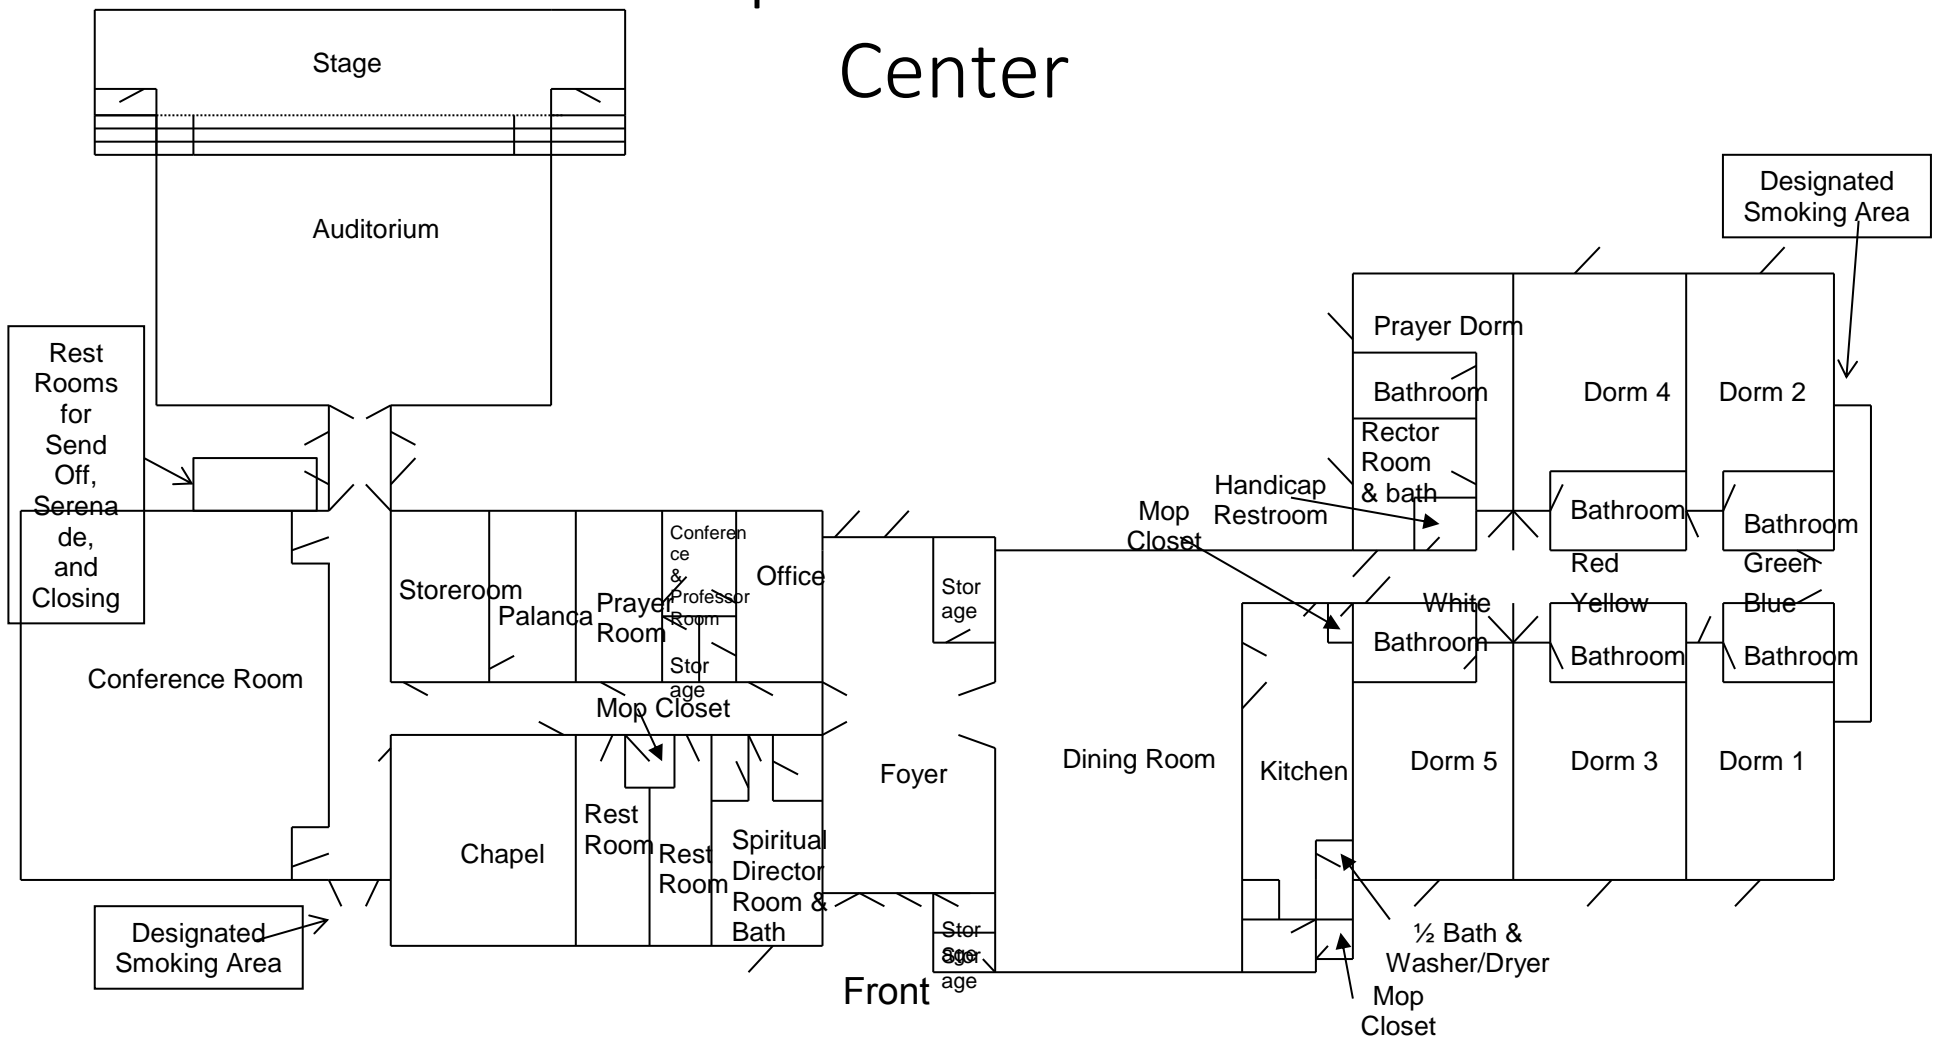 Center
Stage
Designated
Smoking Area
Auditorium
Rest
Rooms
for
Send
Off,
Serena
de,
and
Closing
Prayer Dorm
Bathroom
Dorm 4
Dorm 2
Rector
Room
& bath
Handicap
Restroom
Mop
Closet
Bathroom
Bathroom
Conferen
ce
&
Professor
Room
Office
Storeroom
Palanca
Prayer
Room
Stor
age
Stor
age
Red
Green
White
Yellow
Blue
Bathroom
Bathroom
Bathroom
Conference Room
Mop Closet
Foyer
Dining Room
Kitchen
Dorm 5
Dorm 3
Dorm 1
Chapel
Rest
Room
Rest
Room
Spiritual
Director
Room &
Bath
Designated
Smoking Area
Stor
age
Stor
age
Front
½ Bath &
Washer/Dryer
Mop
Closet